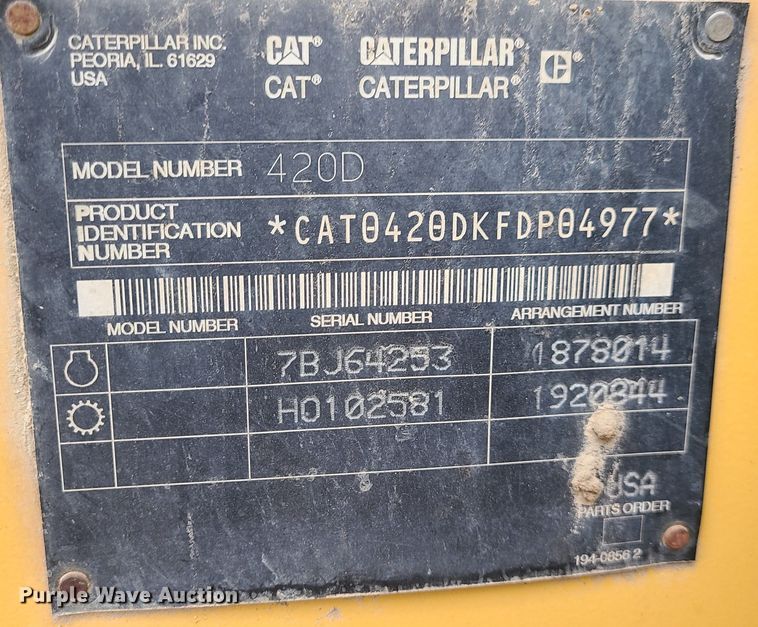 CATERPILLAR INC.
PEORIA, IL. 61629
USA
CAT® CATERPILLAR®
CAT® CATERPILLAR®
MODEL NUMBER 420D
PRODUCT
IDENTIFICATION
NUMBER
*CAT0420DKFDP04977*
MODEL NUMBER SERIAL NUMBER ARRANGEMENT NUMBER
7BJ64253 1878014
H0102581 1920844
USA
PARTS ORDER
194-0856 2
Purple Wave Auction